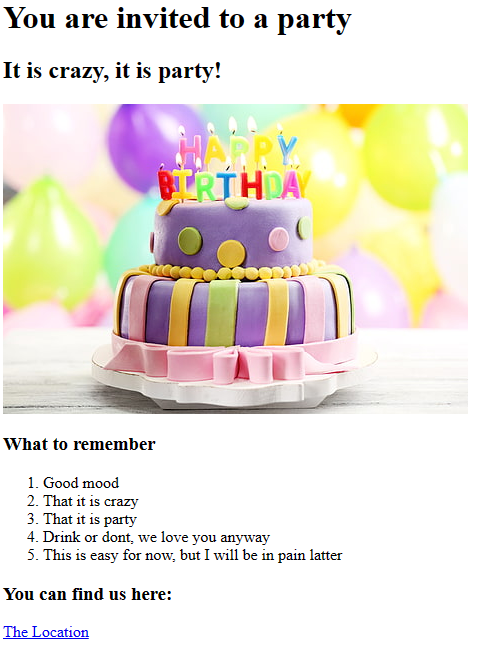 You are invited to a party
It is crazy, it is party!
HAPPY
BIRTHDAY
What to remember
1. Good mood
2. That it is crazy
3. That it is party
4. Drink or dont, we love you anyway
5. This is easy for now, but I will be in pain latter
You can find us here:
The Location